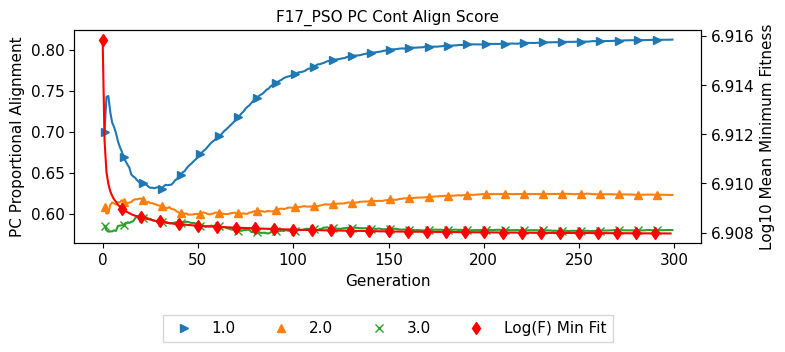 F17_PSO PC Cont Align Score
PC Proportional Alignment
0.80
0.75
0.70
0.65
0.60
6.916
6.914
6.912
6.910
6.908
Log10 Mean Minimum Fitness
0 50 100 150 200 250 300
Generation
1.0 2.0 3.0 Log(F) Min Fit